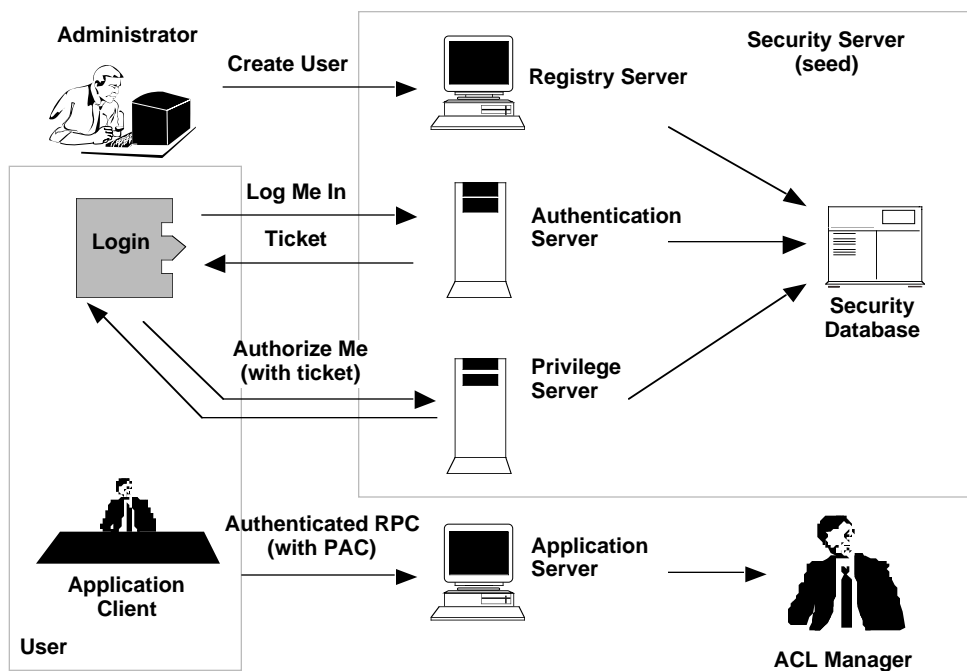 Administrator
Create User
Registry Server
Security Server
(seed)
Log Me In
Login
Ticket
Authentication
Server
Security
Database
Authorize Me
(with ticket)
Privilege
Server
Authenticated RPC
(with PAC)
Application
Server
Application
Client
User
ACL Manager